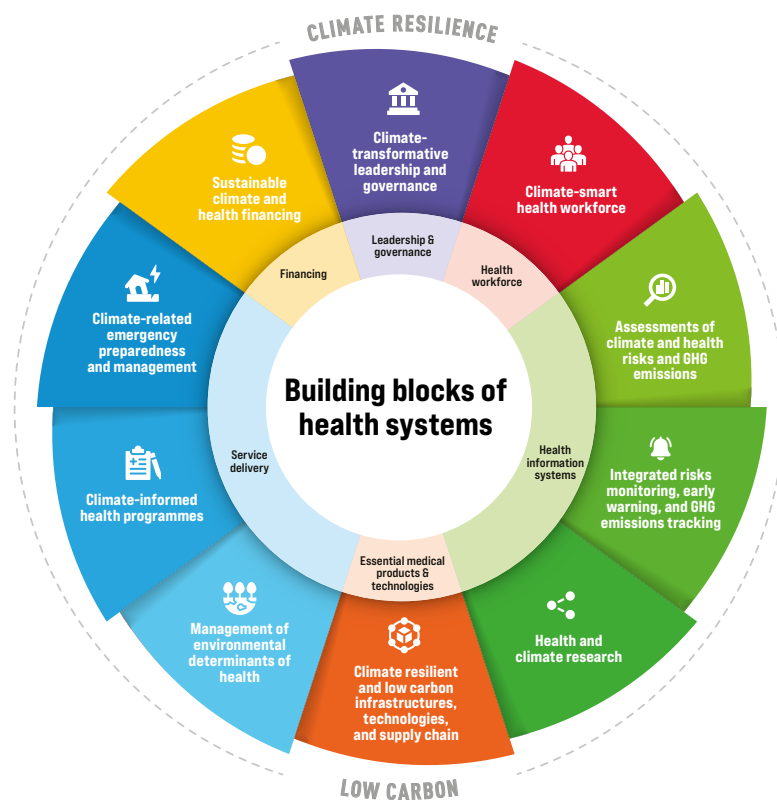 CLIMATE RESILIENCE
Climate-
transformative
leadership and
governance
Climate-smart
health workforce
Assessments of
climate and health
risks and GHG
emissions
Integrated risks
monitoring, early
warning, and GHG
emissions tracking
Health and
climate research
Climate resilient
and low carbon
infrastructures,
technologies,
and supply chain
Management of
environmental
determinants of
health
Climate-informed
health programmes
Climate-related
emergency
preparedness
and management
Sustainable
climate and
health financing
Leadership &
governance
Health
workforce
Health
information
systems
Essential medical
products &
technologies
Service
delivery
Financing
Building blocks of
health systems
LOW CARBON